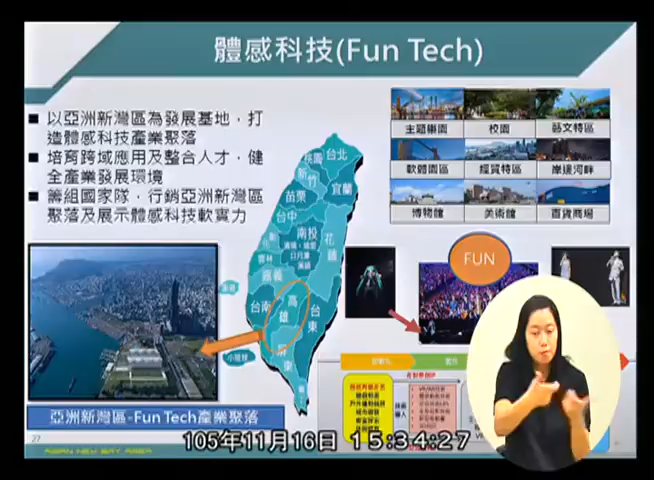 體感科技(Fun Tech)
■ 以亞洲新灣區為發展基地，打
造體感科技產業聚落
■ 培育跨域應用及整合人才，健
全產業發展環境
■ 籌組國家隊，行銷亞洲新灣區
聚落及展示體感科技軟實力
主題樂園 校園 藝文特區
軟體園區 經貿特區 岸邊河畔
博物館 美術館 百貨商場
桃園 台北
新竹 宜蘭
苗栗
台中
南投 花蓮
雲林
嘉義
台南 高雄 台東
屏東
小琉球
FUN
亞洲新灣區-Fun Tech產業聚落
27
ASIAN NEW BAY AREA
105年11月16日 15:34:27